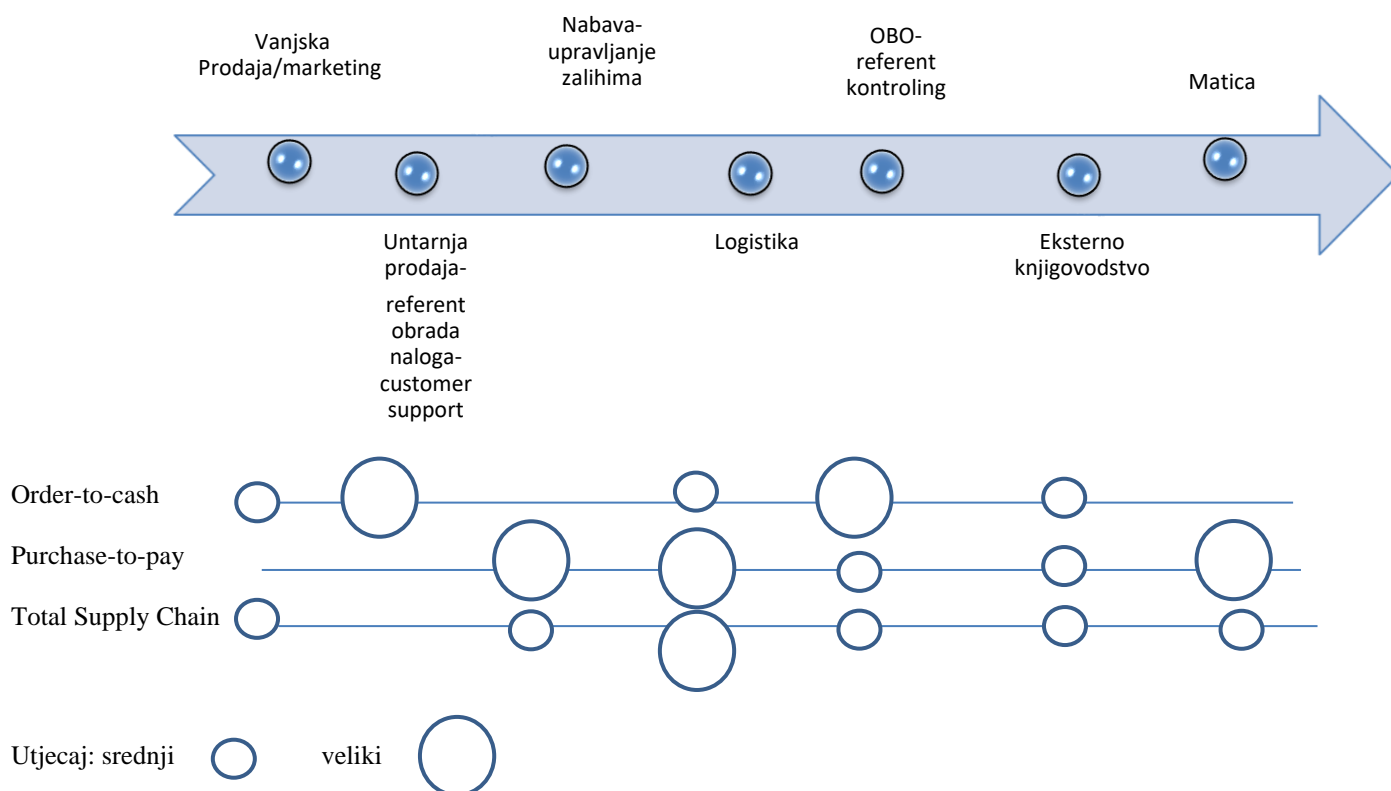 Vanjska
Prodaja/marketing
Nabava-
upravljanje
zalihima
OBO-
referent
kontroling
Matica
Untarnja
prodaja-
referent
obrada
naloga-
customer
support
Logistika
Eksterno
knjigovodstvo
Order-to-cash
Purchase-to-pay
Total Supply Chain
Utjecaj: srednji veliki